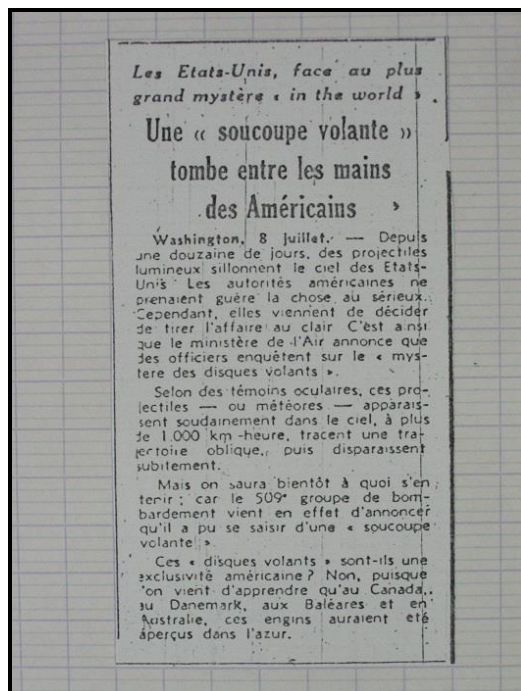 Les Etats-Unis, face au plus
grand mystère « in the world » .
Une « soucoupe volante »
tombe entre les mains
des Américains
Washington, 8 juillet. — Depuis
une douzaine de jours, des projectiles
lumineux sillonnent le ciel des Etats-
Unis Les autorités américaines ne
prenaient guère la chose au sérieux.
Cependant, elles viennent de décider
de tirer l'affaire au clair C'est ainsi
que le ministère de l'Air annonce que
des officiers enquêtent sur le « mys-
tere des disques volants ».
Selon des témoins oculaires, ces pro-
jectiles — ou météores — apparais-
sent soudainement dans le ciel, à plus
de 1.000 km -heure, tracent une tra-
jectoire oblique, puis disparaissent
subitement.
Mais on saura bientôt à quoi s'en
tenir ; car le 509e groupe de bom-
bardement vient en effet d'annoncer
qu'il a pu se saisir d'une « soucoupe
volante ».
Ces « disques volants » sont-ils une
exclusivité américaine ? Non, puisque
l'on vient d'apprendre qu'au Canada,
au Danemark, aux Baléares et en
Australie, ces engins auraient été
aperçus dans l'azur.